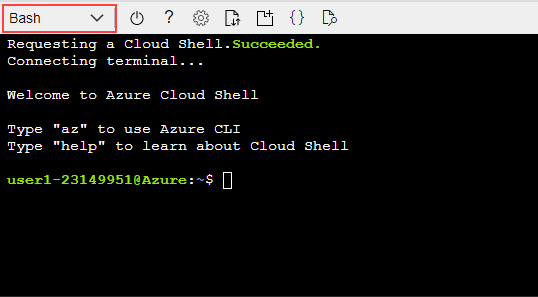 Bash
Requesting a Cloud Shell.Succeeded.
Connecting terminal...
Welcome to Azure Cloud Shell
Type "az" to use Azure CLI
Type "help" to learn about Cloud Shell
user1-23149951@Azure:~$